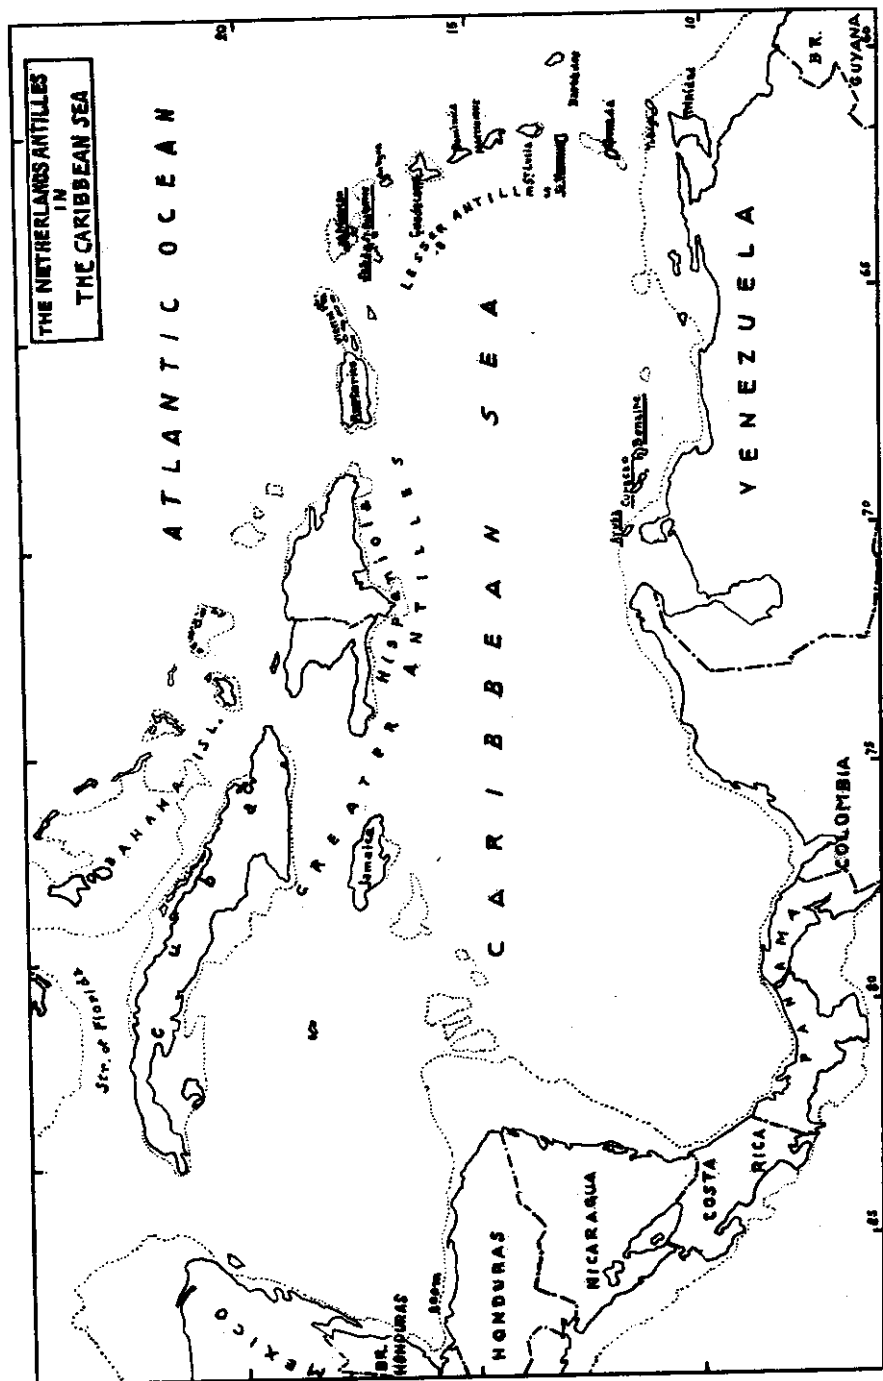 THE NETHERLANDS ANTILLES
IN
THE CARIBBEAN SEA
ATLANTIC OCEAN
Str. of Florida
BAHAMA ISL.
Cuba
GREATER ANTILLES
Hispaniola
Jamaica
Puerto Rico
LESSER ANTILLES
Guadeloupe
Dominica
Martinique
St Lucia
St Vincent
Barbados
Grenada
Tobago
Trinidad
CARIBBEAN SEA
Aruba
Curaçao
Bonaire
MEXICO
BR.
HONDURAS
200m
HONDURAS
NICARAGUA
COSTA
RICA
PANAMA
COLOMBIA
VENEZUELA
BR.
GUYANA
20
15
10
85
80
75
70
65
60